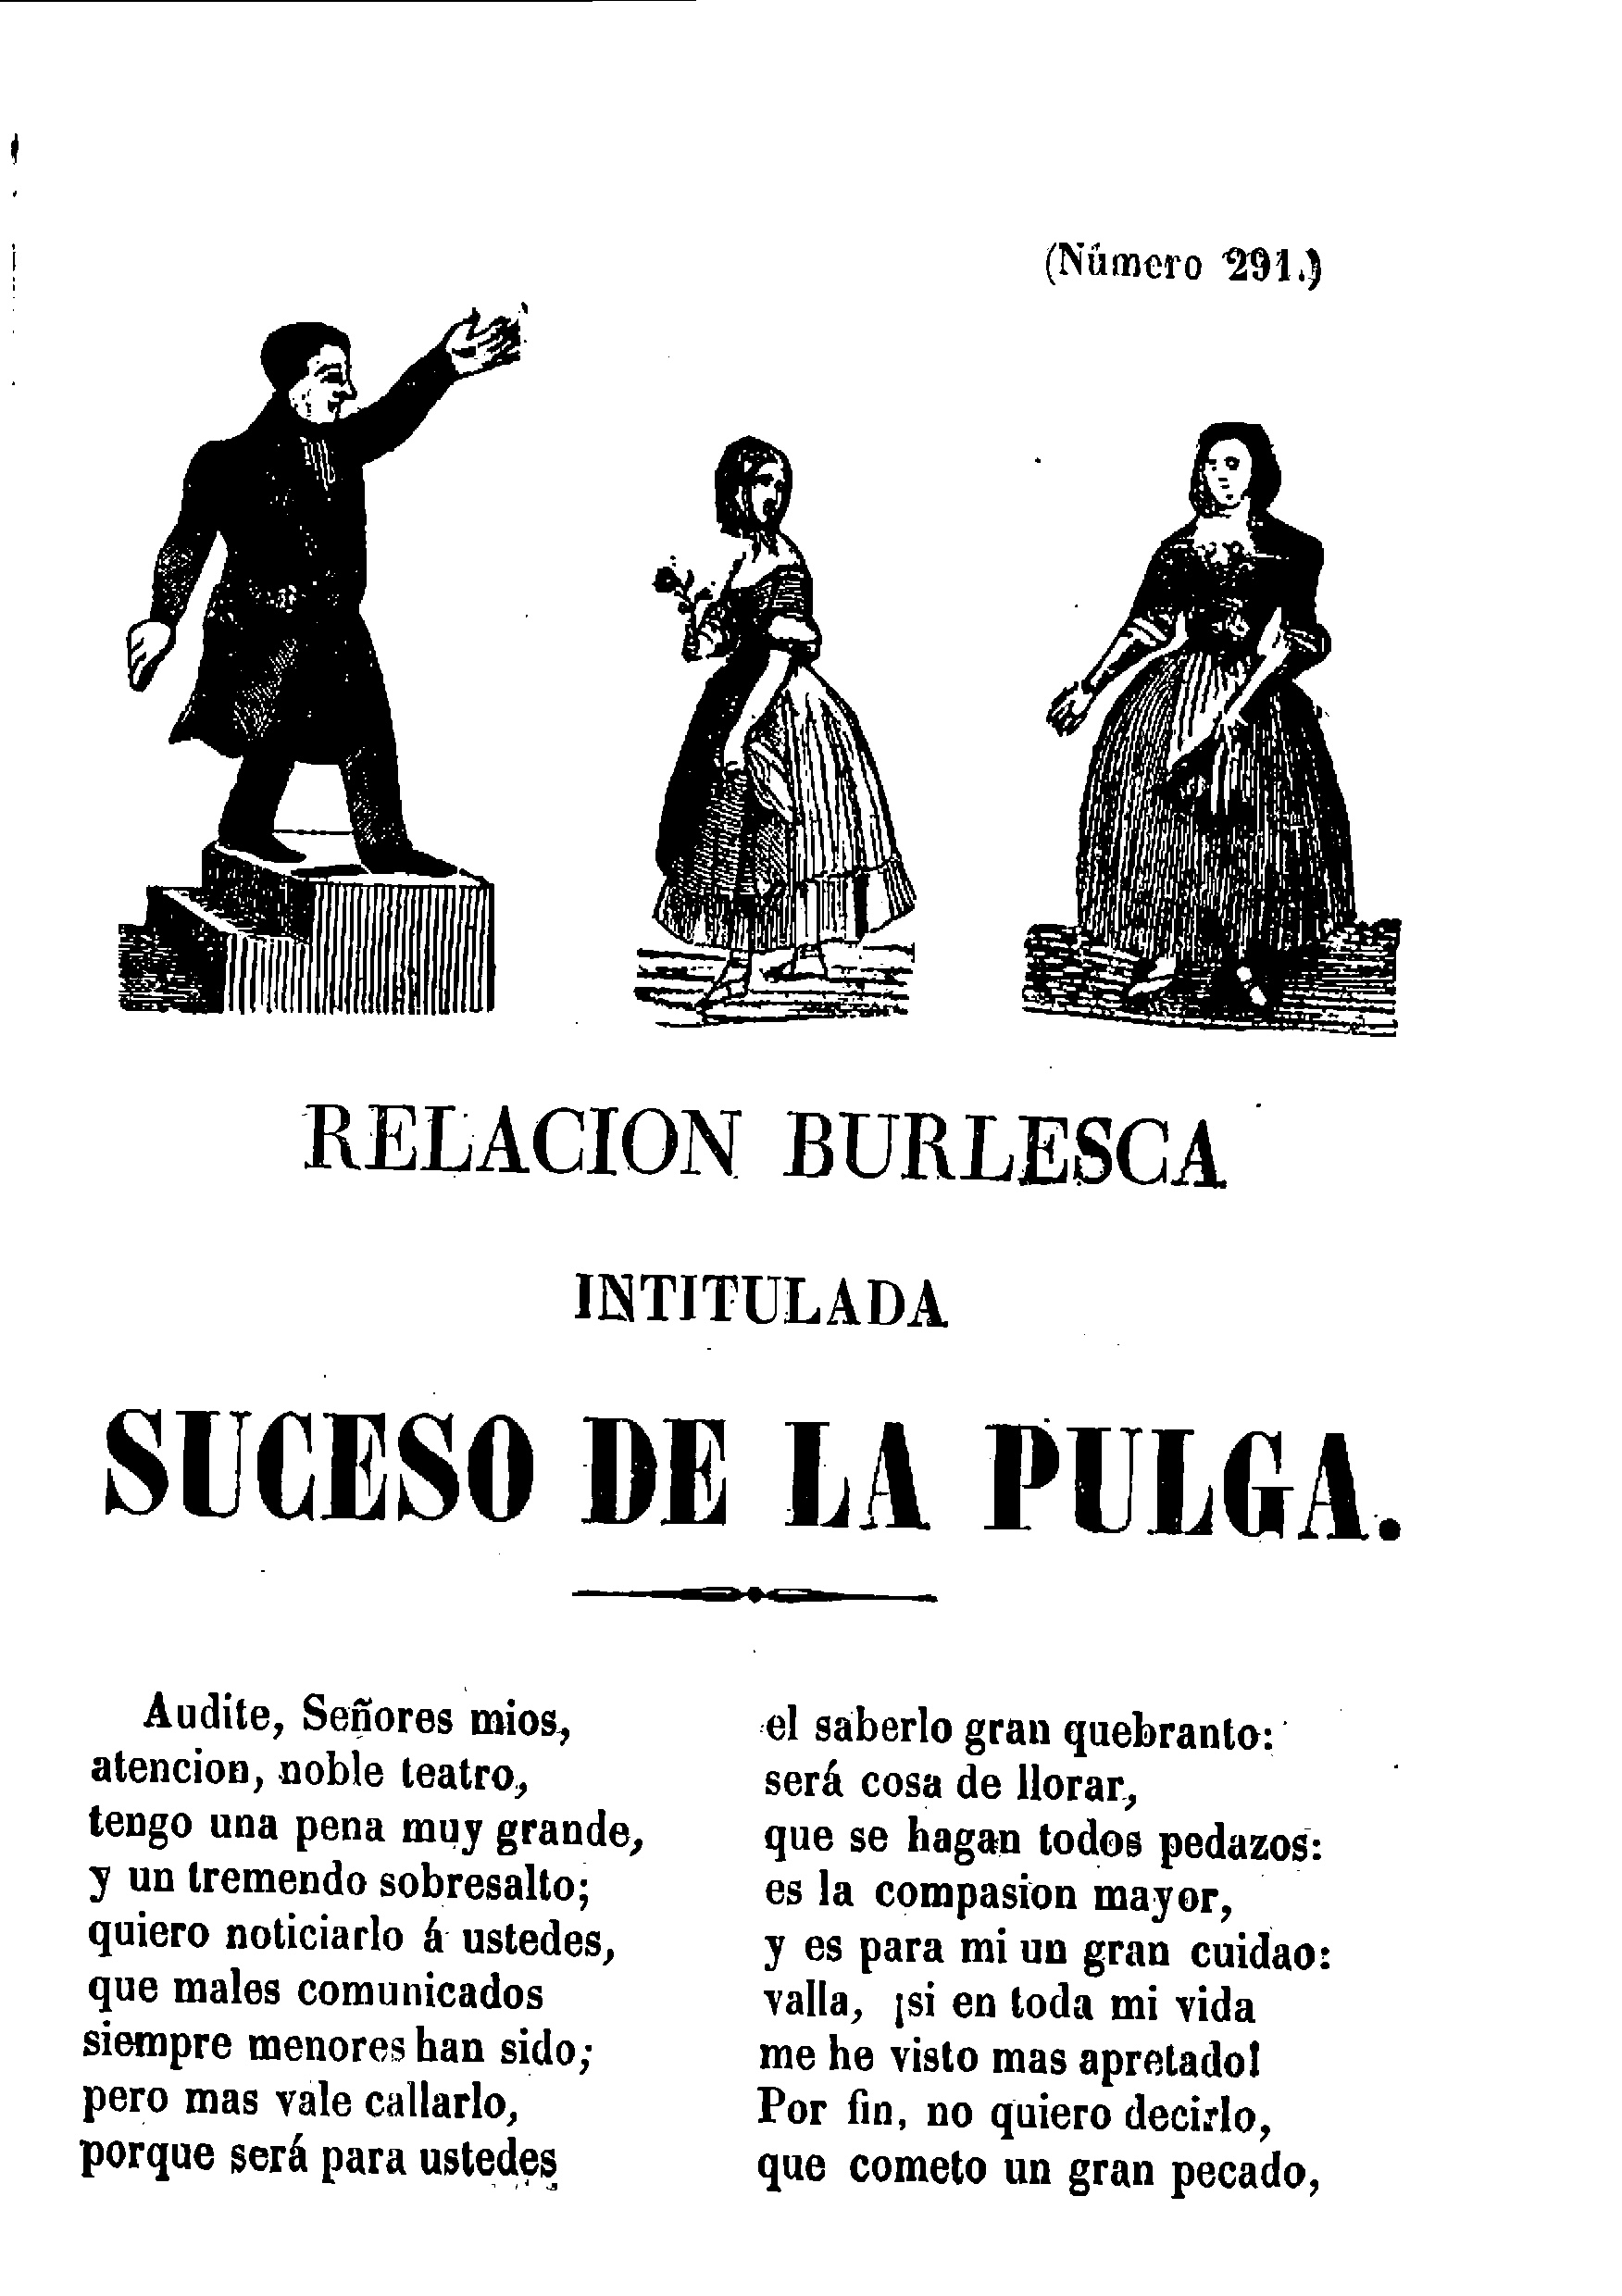 (Número 291.)
RELACION BURLESCA
INTITULADA
SUCESO DE LA PULGA.
Audite, Señores mios,
atencion, noble teatro,
tengo una pena muy grande,
y un tremendo sobresalto;
quiero noticiarlo á ustedes,
que males comunicados
siempre menores han sido;
pero mas vale callarlo,
porque será para ustedes
el saberlo gran quebranto:
será cosa de llorar,
que se hagan todos pedazos:
es la compasion mayor,
y es para mi un gran cuidao:
valla, ¡si en toda mi vida
me he visto mas apretado!
Por fin, no quiero decirlo,
que cometo un gran pecado,